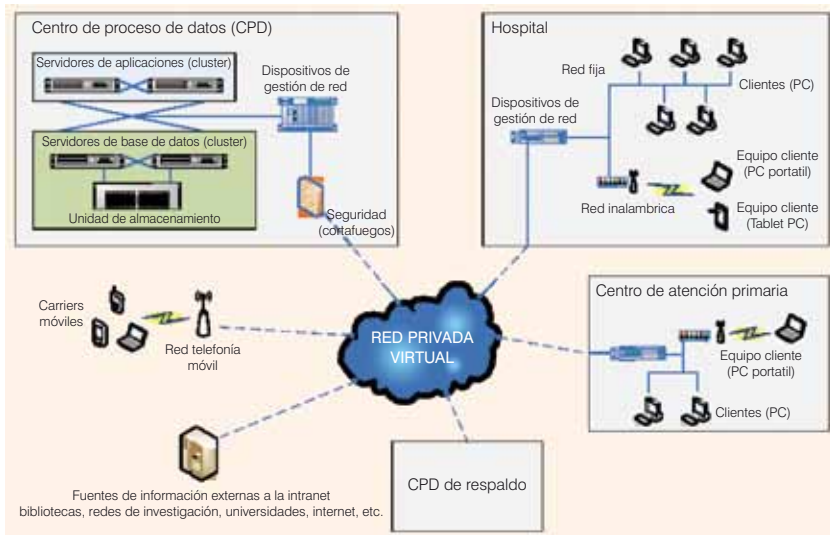 Centro de proceso de datos (CPD)
Servidores de aplicaciones (cluster)
Dispositivos de
gestión de red
Servidores de base de datos (cluster)
Unidad de almacenamiento
Seguridad
(cortafuegos)
Hospital
Red fija
Clientes (PC)
Dispositivos de
gestión de red
Equipo cliente
(PC portatil)
Red inalambrica
Equipo cliente
(Tablet PC)
Carriers
móviles
Red telefonía
móvil
RED PRIVADA
VIRTUAL
Centro de atención primaria
Equipo cliente
(PC portatil)
Clientes (PC)
Fuentes de información externas a la intranet
bibliotecas, redes de investigación, universidades, internet, etc.
CPD de respaldo